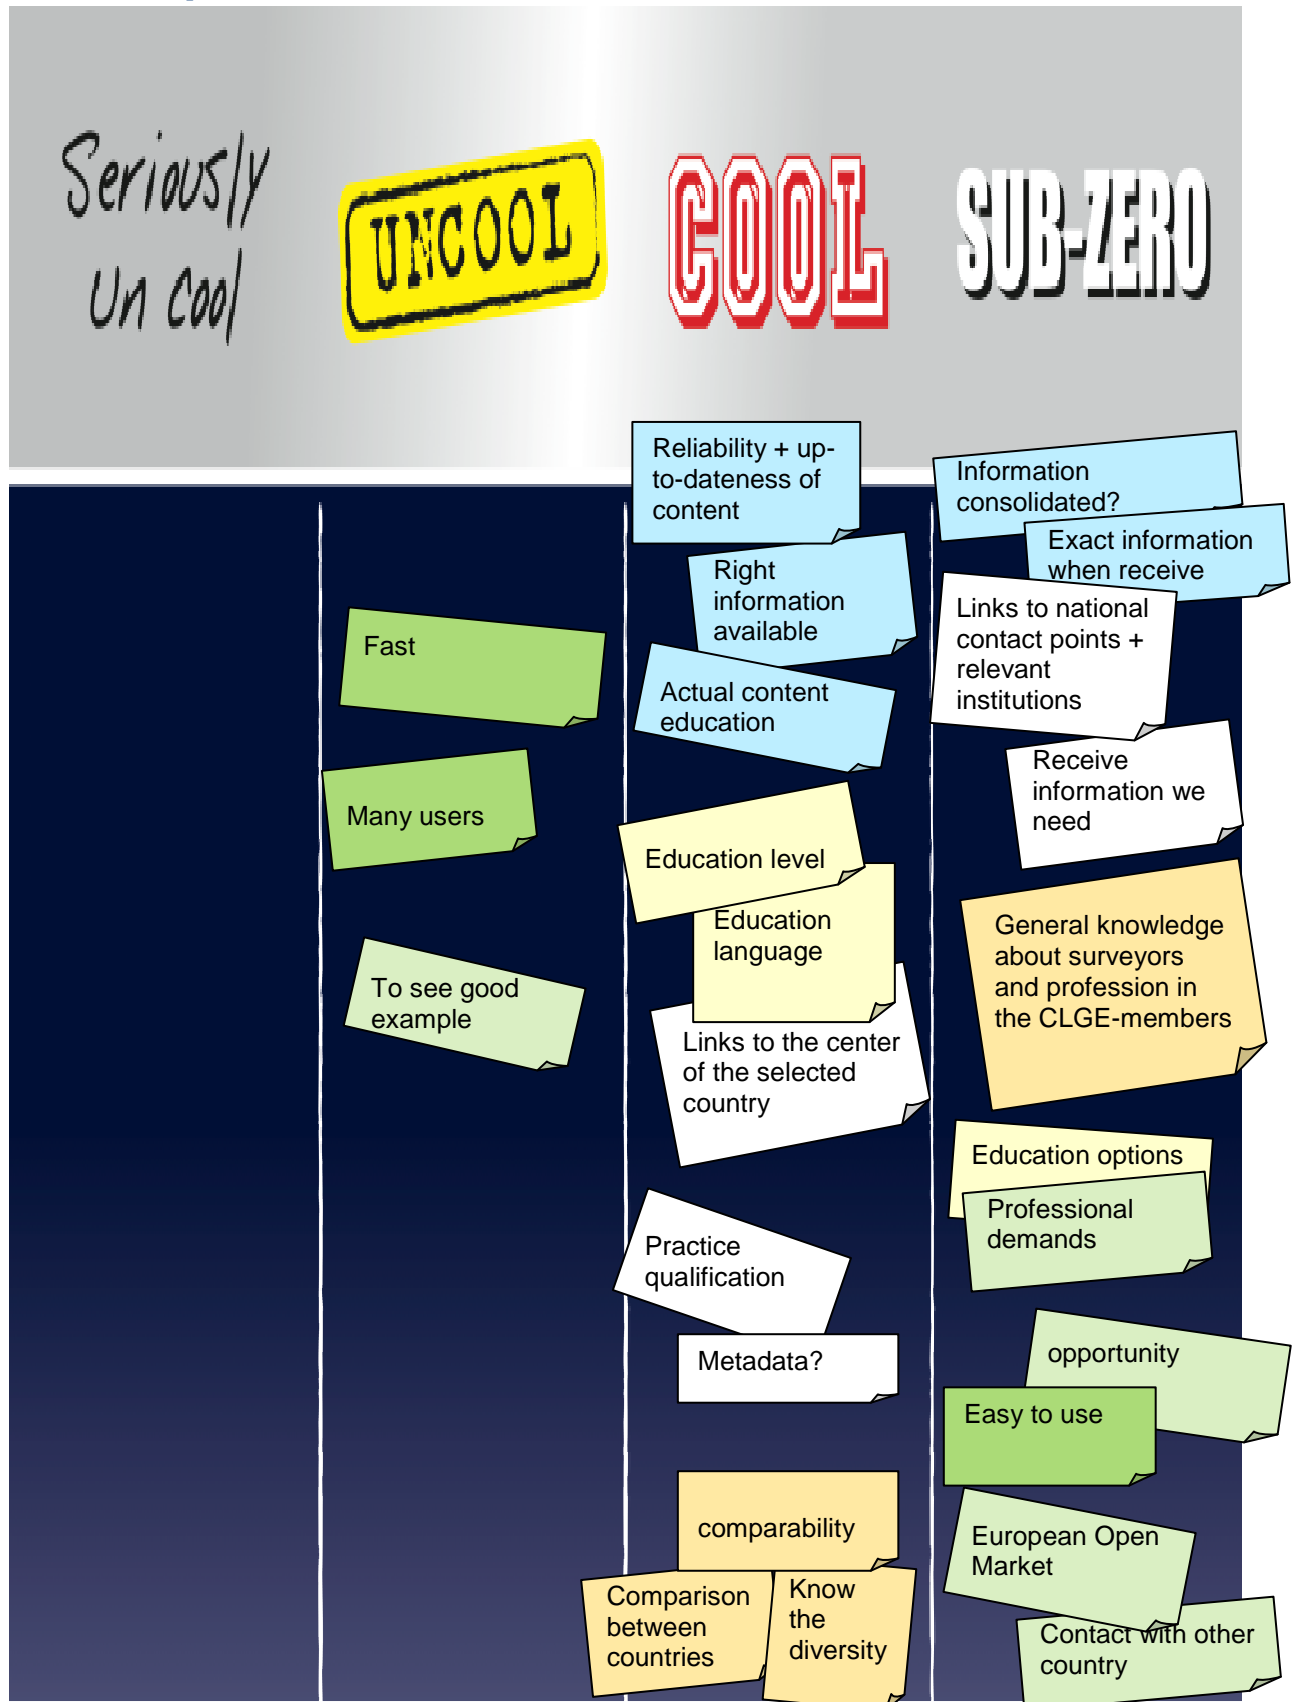 Seriously
Un cool
UNCOOL
COOL
SUB-ZERO
Fast
Many users
To see good
example
Reliability + up-
to-dateness of
content
Right
information
available
Actual content
education
Education level
Education
language
Links to the center
of the selected
country
Practice
qualification
Metadata?
comparability
Comparison
between
countries
Know
the
diversity
Information
consolidated?
Exact information
when receive
Links to national
contact points +
relevant
institutions
Receive
information we
need
General knowledge
about surveyors
and profession in
the CLGE-members
Education options
Professional
demands
opportunity
Easy to use
European Open
Market
Contact with other
country